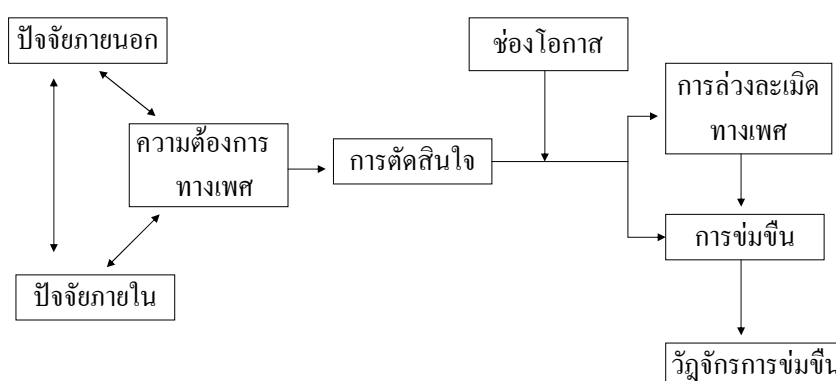 ปัจจัยภายนอก
ช่องโอกาส
การล่วงละเมิด
ทางเพศ
ความต้องการ
ทางเพศ
การตัดสินใจ
การข่มขืน
ปัจจัยภายใน
วัฎจักรการข่มขืน